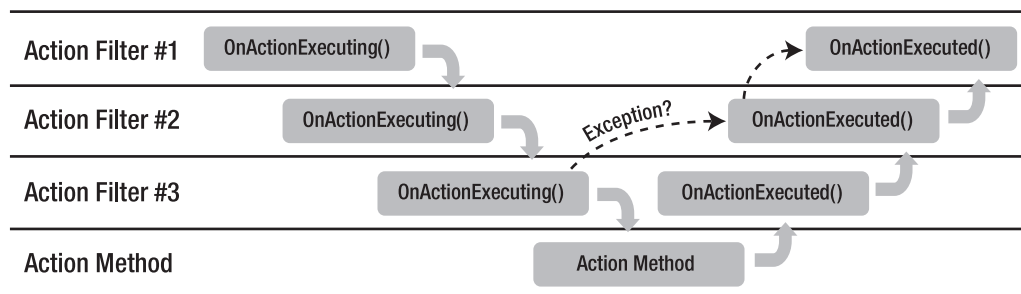 Action Filter #1 OnActionExecuting() OnActionExecuted()
Action Filter #2 OnActionExecuting() Exception? OnActionExecuted()
Action Filter #3 OnActionExecuting() OnActionExecuted()
Action Method Action Method